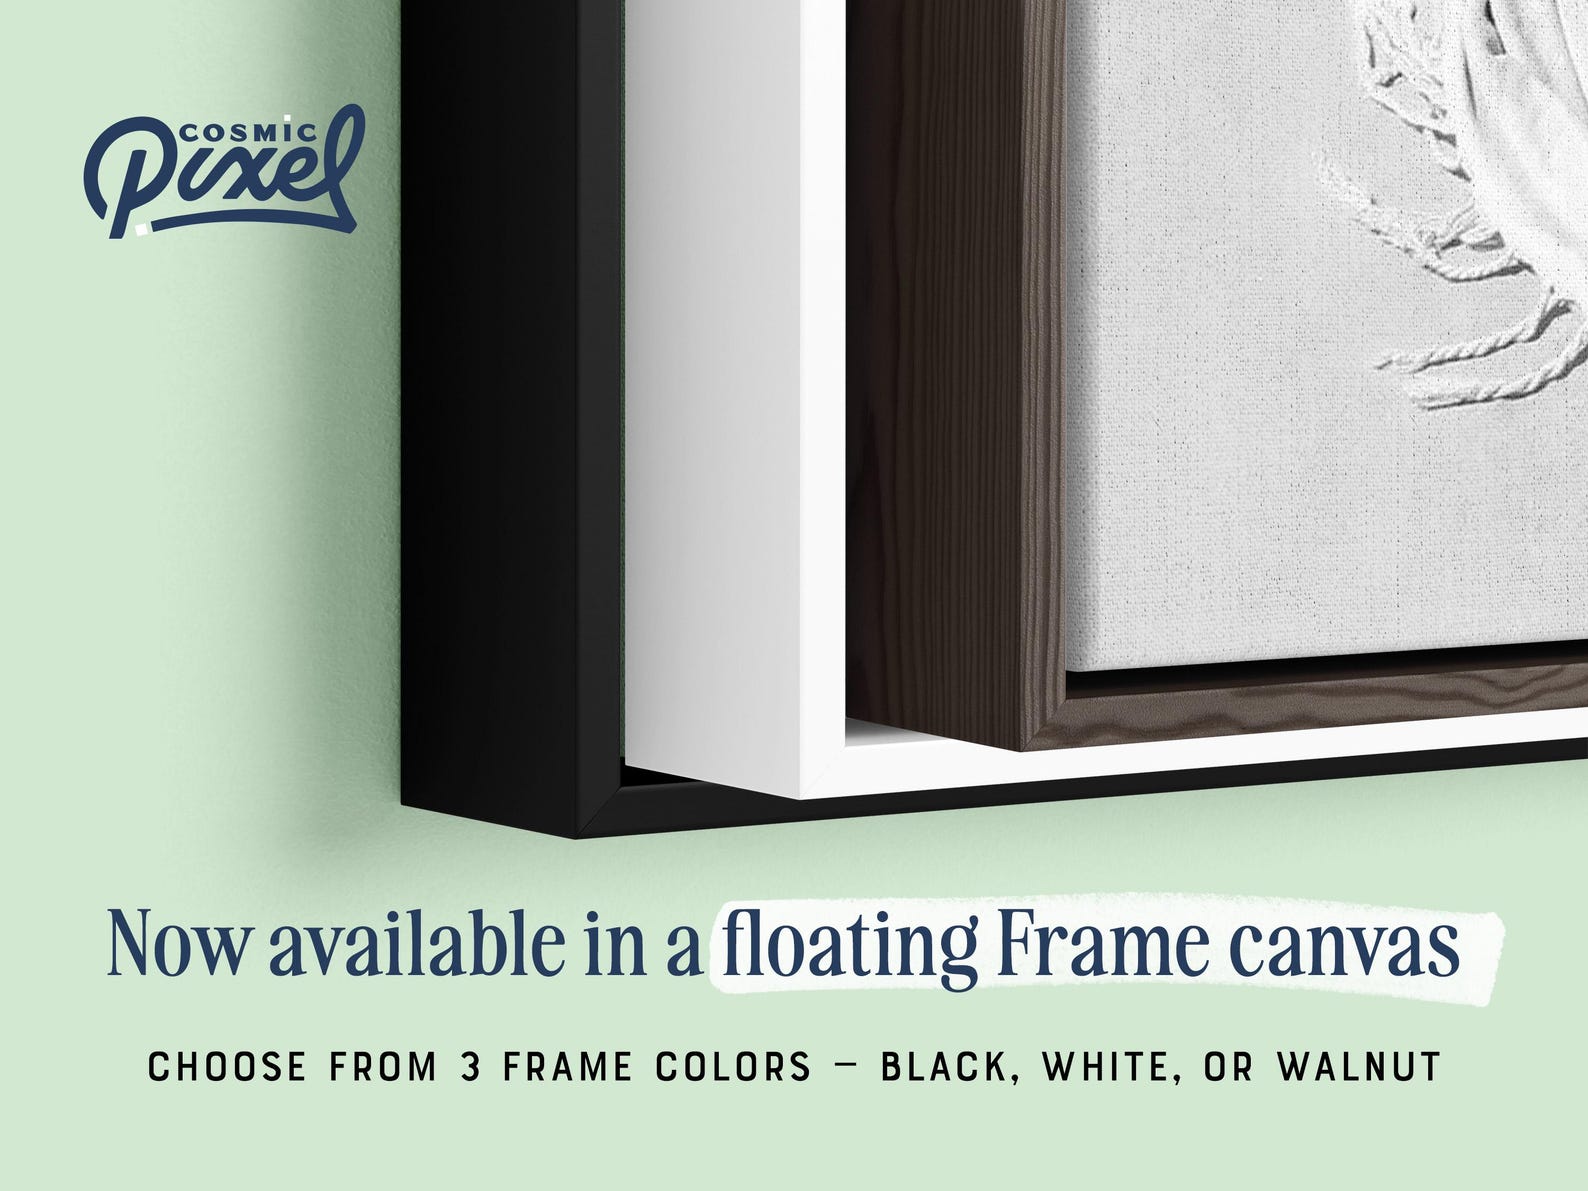 COSMIC
Pixel
Now available in a floating Frame canvas
CHOOSE FROM 3 FRAME COLORS – BLACK, WHITE, OR WALNUT